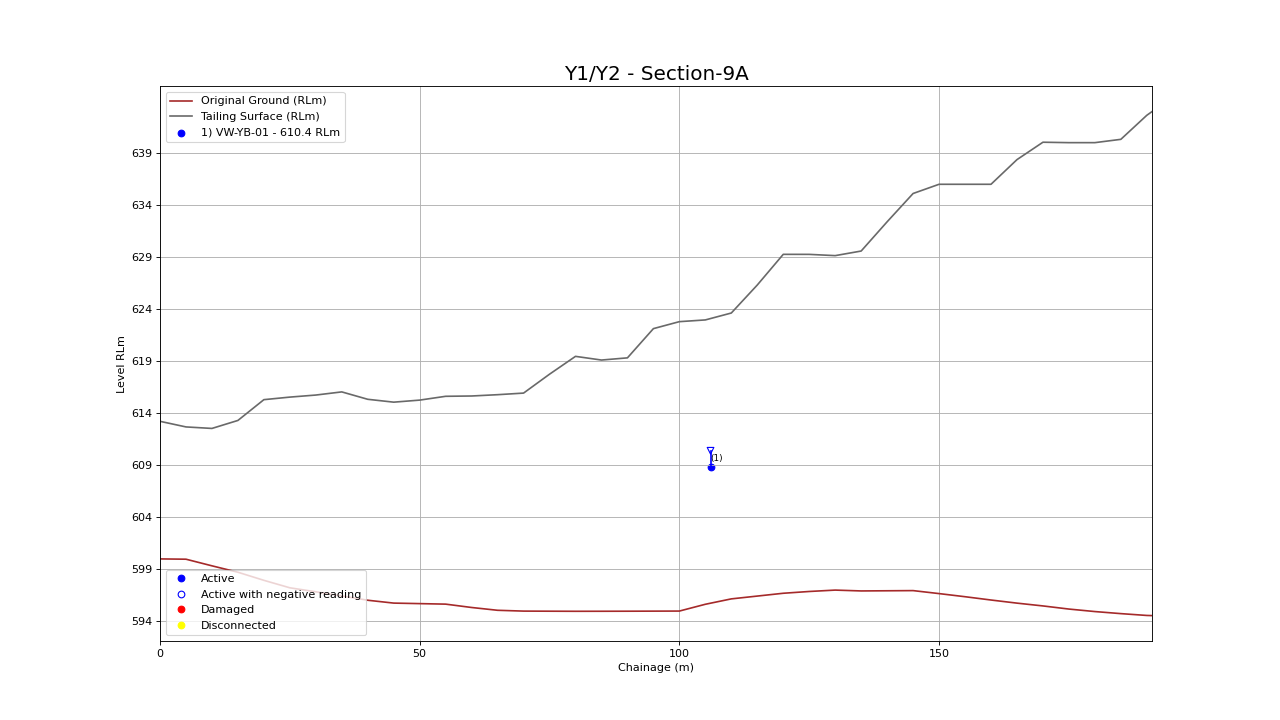 Y1/Y2 - Section-9A
Original Ground (RLm)
Tailing Surface (RLm)
1) VW-YB-01 - 610.4 RLm
639
634
629
624
619
614
609
604
599
594
Level RLm
(1)
Active
Active with negative reading
Damaged
Disconnected
0
50
100
150
Chainage (m)